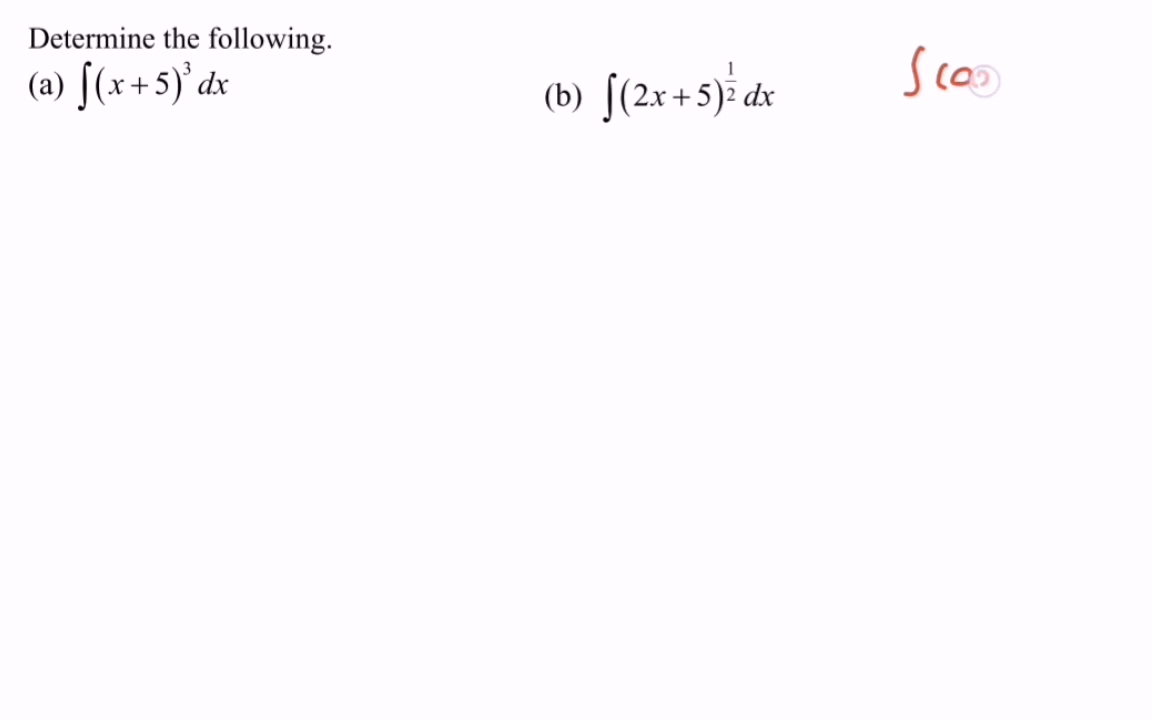 Determine the following.
(a) ∫(x+5)³ dx
(b) ∫(2x+5)^{1/2} dx
∫(a